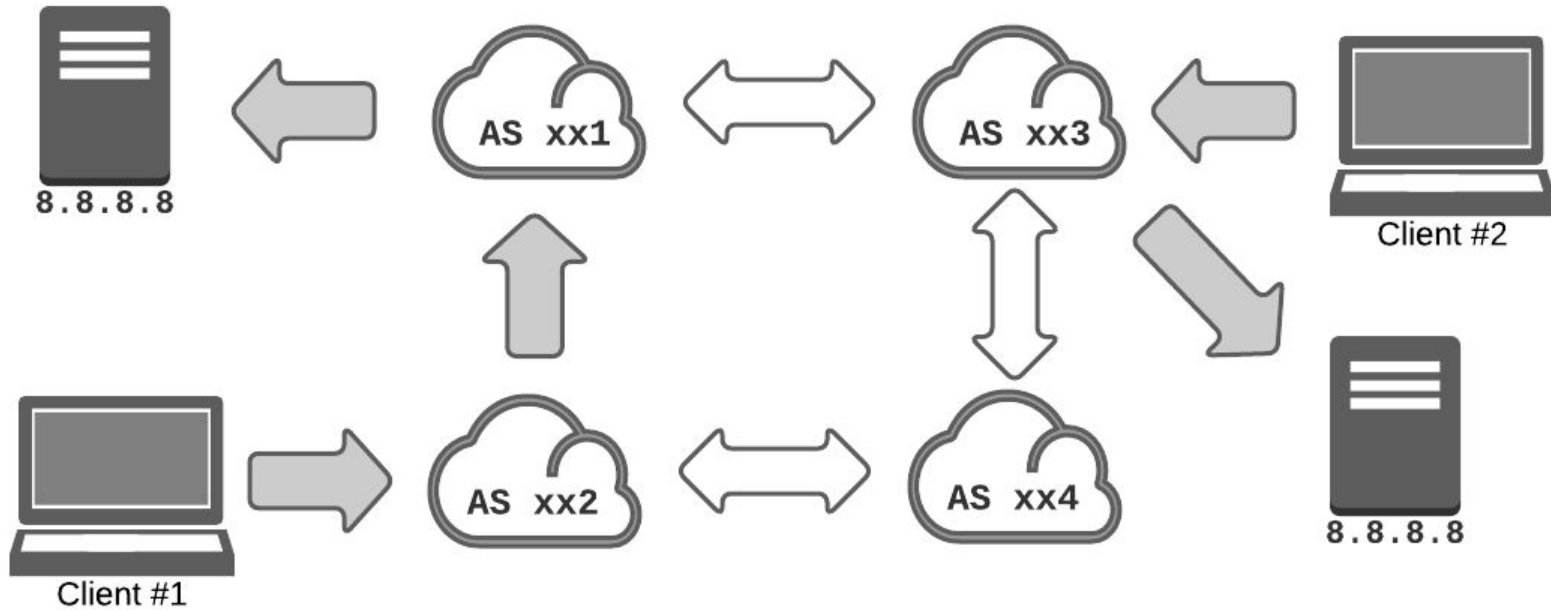 AS xx1
AS xx3
8.8.8.8
Client #2
AS xx2
AS xx4
8.8.8.8
Client #1